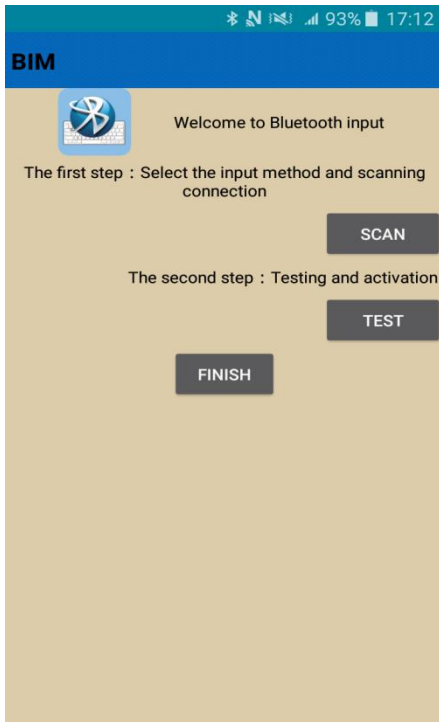 93% 17:12
BIM
Welcome to Bluetooth input
The first step：Select the input method and scanning
connection
SCAN
The second step：Testing and activation
TEST
FINISH